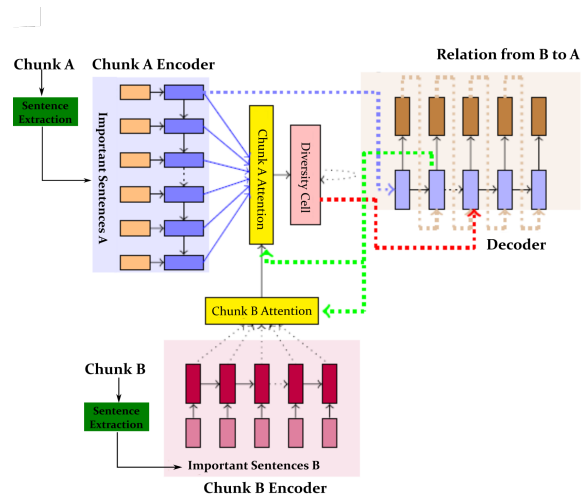 Relation from B to A
Chunk A
Chunk A Encoder
Sentence
Extraction
Important Sentences A
Chunk A Attention
Diversity Cell
Decoder
Chunk B Attention
Chunk B
Sentence
Extraction
Important Sentences B
Chunk B Encoder